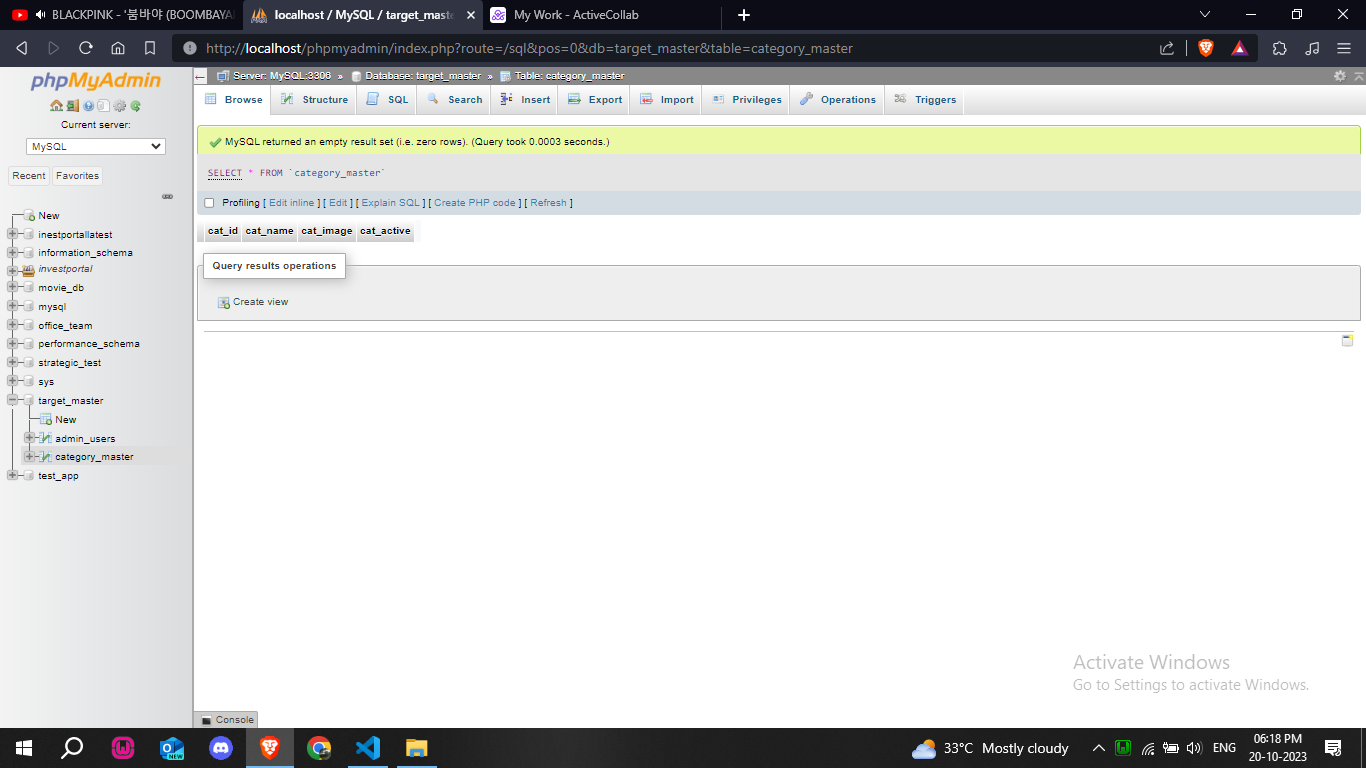 BLACKPINK - '붐바야 (BOOMBAYA
localhost / MySQL / target_maste
My Work - ActiveCollab
http://localhost/phpmyadmin/index.php?route=/sql&pos=0&db=target_master&table=category_master
phpMyAdmin
Current server:
MySQL
Recent
Favorites
New
inestportallatest
information_schema
investportal
movie_db
mysql
office_team
performance_schema
strategic_test
sys
target_master
New
admin_users
category_master
test_app
Server: MySQL:3306 » Database: target_master » Table: category_master
Browse Structure SQL Search Insert Export Import Privileges Operations Triggers
MySQL returned an empty result set (i.e. zero rows). (Query took 0.0003 seconds.)
SELECT * FROM `category_master`
Profiling [ Edit inline ] [ Edit ] [ Explain SQL ] [ Create PHP code ] [ Refresh ]
cat_id cat_name cat_image cat_active
Query results operations
Create view
Activate Windows
Go to Settings to activate Windows.
Console
NEW
33°C Mostly cloudy
ENG
06:18 PM
20-10-2023